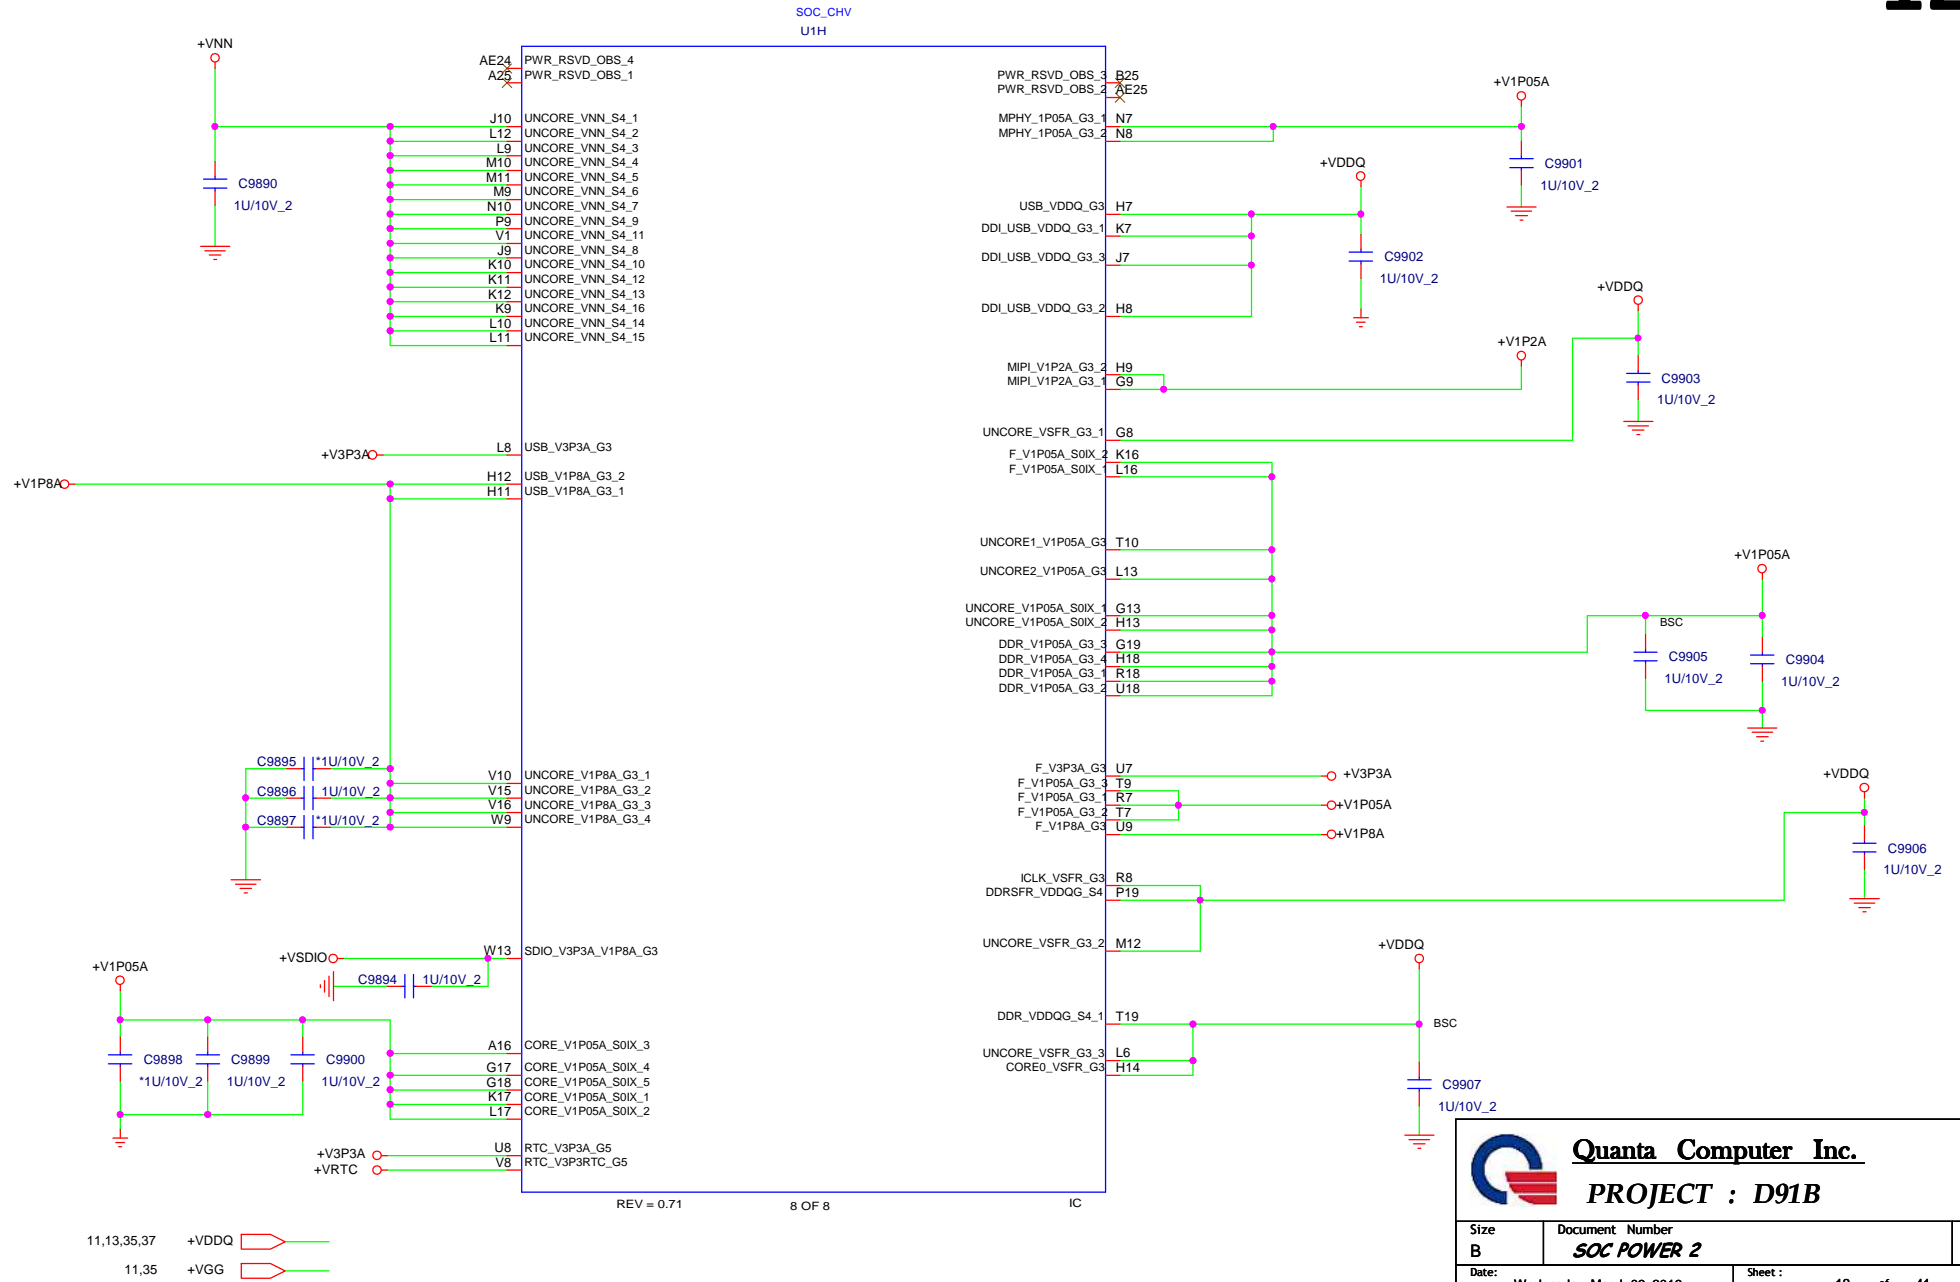 SOC_CHV
U1H
+VNN
C9890
1U/10V_2
AE24 PWR_RSVD_OBS_4
A25 PWR_RSVD_OBS_1
J10 UNCORE_VNN_S4_1
L12 UNCORE_VNN_S4_2
L9 UNCORE_VNN_S4_3
M10 UNCORE_VNN_S4_4
M11 UNCORE_VNN_S4_5
M9 UNCORE_VNN_S4_6
N10 UNCORE_VNN_S4_7
P9 UNCORE_VNN_S4_9
V1 UNCORE_VNN_S4_11
J9 UNCORE_VNN_S4_8
K10 UNCORE_VNN_S4_10
K11 UNCORE_VNN_S4_12
K12 UNCORE_VNN_S4_13
K9 UNCORE_VNN_S4_16
L10 UNCORE_VNN_S4_14
L11 UNCORE_VNN_S4_15
+V3P3A
L8 USB_V3P3A_G3
+V1P8A
H12 USB_V1P8A_G3_2
H11 USB_V1P8A_G3_1
C9895 *1U/10V_2
C9896 1U/10V_2
C9897 *1U/10V_2
V10 UNCORE_V1P8A_G3_1
V15 UNCORE_V1P8A_G3_2
V16 UNCORE_V1P8A_G3_3
W9 UNCORE_V1P8A_G3_4
+VSDIO
W13 SDIO_V3P3A_V1P8A_G3
C9894 1U/10V_2
+V1P05A
C9898
*1U/10V_2
C9899
1U/10V_2
C9900
1U/10V_2
A16 CORE_V1P05A_S0IX_3
G17 CORE_V1P05A_S0IX_4
G18 CORE_V1P05A_S0IX_5
K17 CORE_V1P05A_S0IX_1
L17 CORE_V1P05A_S0IX_2
+V3P3A
U8 RTC_V3P3A_G5
+VRTC
V8 RTC_V3P3RTC_G5
PWR_RSVD_OBS_3 B25
PWR_RSVD_OBS_2 AE25
MPHY_1P05A_G3_1 N7
MPHY_1P05A_G3_2 N8
+V1P05A
C9901
1U/10V_2
+VDDQ
USB_VDDQ_G3 H7
DDI_USB_VDDQ_G3_1 K7
DDI_USB_VDDQ_G3_3 J7
DDI_USB_VDDQ_G3_2 H8
C9902
1U/10V_2
+V1P2A
MIPI_V1P2A_G3_2 H9
MIPI_V1P2A_G3_1 G9
+VDDQ
C9903
1U/10V_2
UNCORE_VSFR_G3_1 G8
F_V1P05A_S0IX_2 K16
F_V1P05A_S0IX_1 L16
UNCORE1_V1P05A_G3 T10
UNCORE2_V1P05A_G3 L13
UNCORE_V1P05A_S0IX_1 G13
UNCORE_V1P05A_S0IX_2 H13
DDR_V1P05A_G3_3 G19
DDR_V1P05A_G3_4 H18
DDR_V1P05A_G3_1 R18
DDR_V1P05A_G3_2 U18
+V1P05A
BSC
C9905
1U/10V_2
C9904
1U/10V_2
F_V3P3A_G3 U7
+V3P3A
F_V1P05A_G3_3 T9
F_V1P05A_G3_1 R7
+V1P05A
F_V1P05A_G3_2 T7
F_V1P8A_G3 U9
+V1P8A
+VDDQ
C9906
1U/10V_2
ICLK_VSFR_G3 R8
DDRSFR_VDDQG_S4 P19
UNCORE_VSFR_G3_2 M12
+VDDQ
DDR_VDDQG_S4_1 T19
BSC
UNCORE_VSFR_G3_3 L6
CORE0_VSFR_G3 H14
C9907
1U/10V_2
REV = 0.71
8 OF 8
IC
11,13,35,37 +VDDQ
11,35 +VGG
Quanta Computer Inc.
PROJECT : D91B
Size
B
Document Number
SOC POWER 2
Date:
Sheet :
of